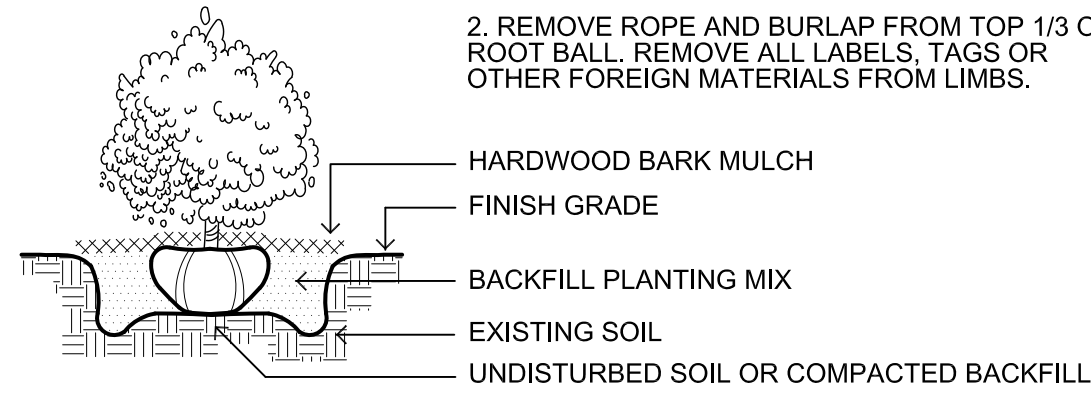 2. REMOVE ROPE AND BURLAP FROM TOP 1/3 O
ROOT BALL. REMOVE ALL LABELS, TAGS OR
OTHER FOREIGN MATERIALS FROM LIMBS.
HARDWOOD BARK MULCH
FINISH GRADE
BACKFILL PLANTING MIX
EXISTING SOIL
UNDISTURBED SOIL OR COMPACTED BACKFILL